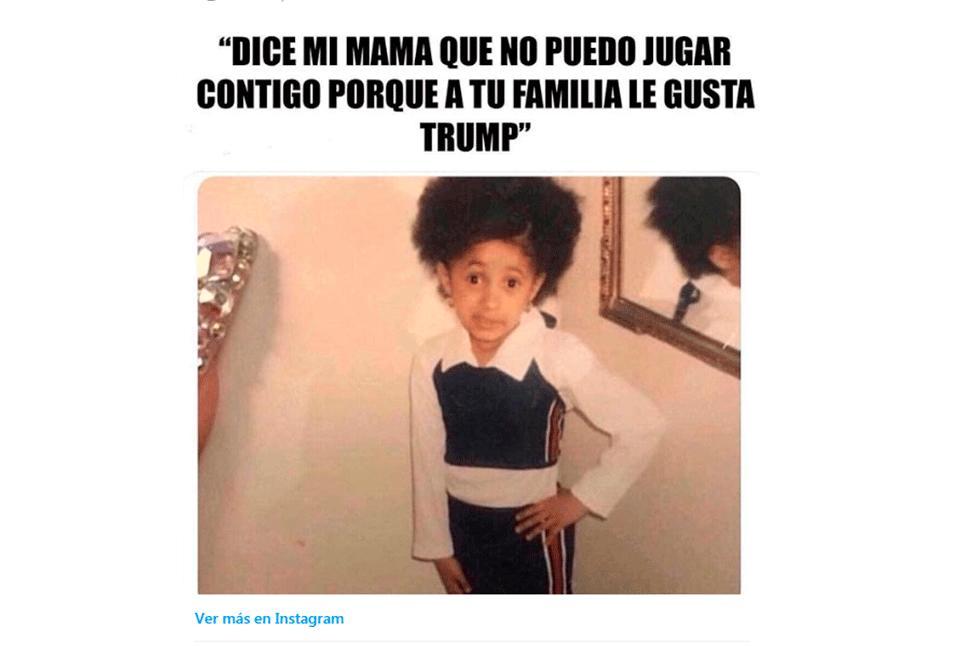 “DICE MI MAMA QUE NO PUEDO JUGAR
CONTIGO PORQUE A TU FAMILIA LE GUSTA
TRUMP”
Ver más en Instagram